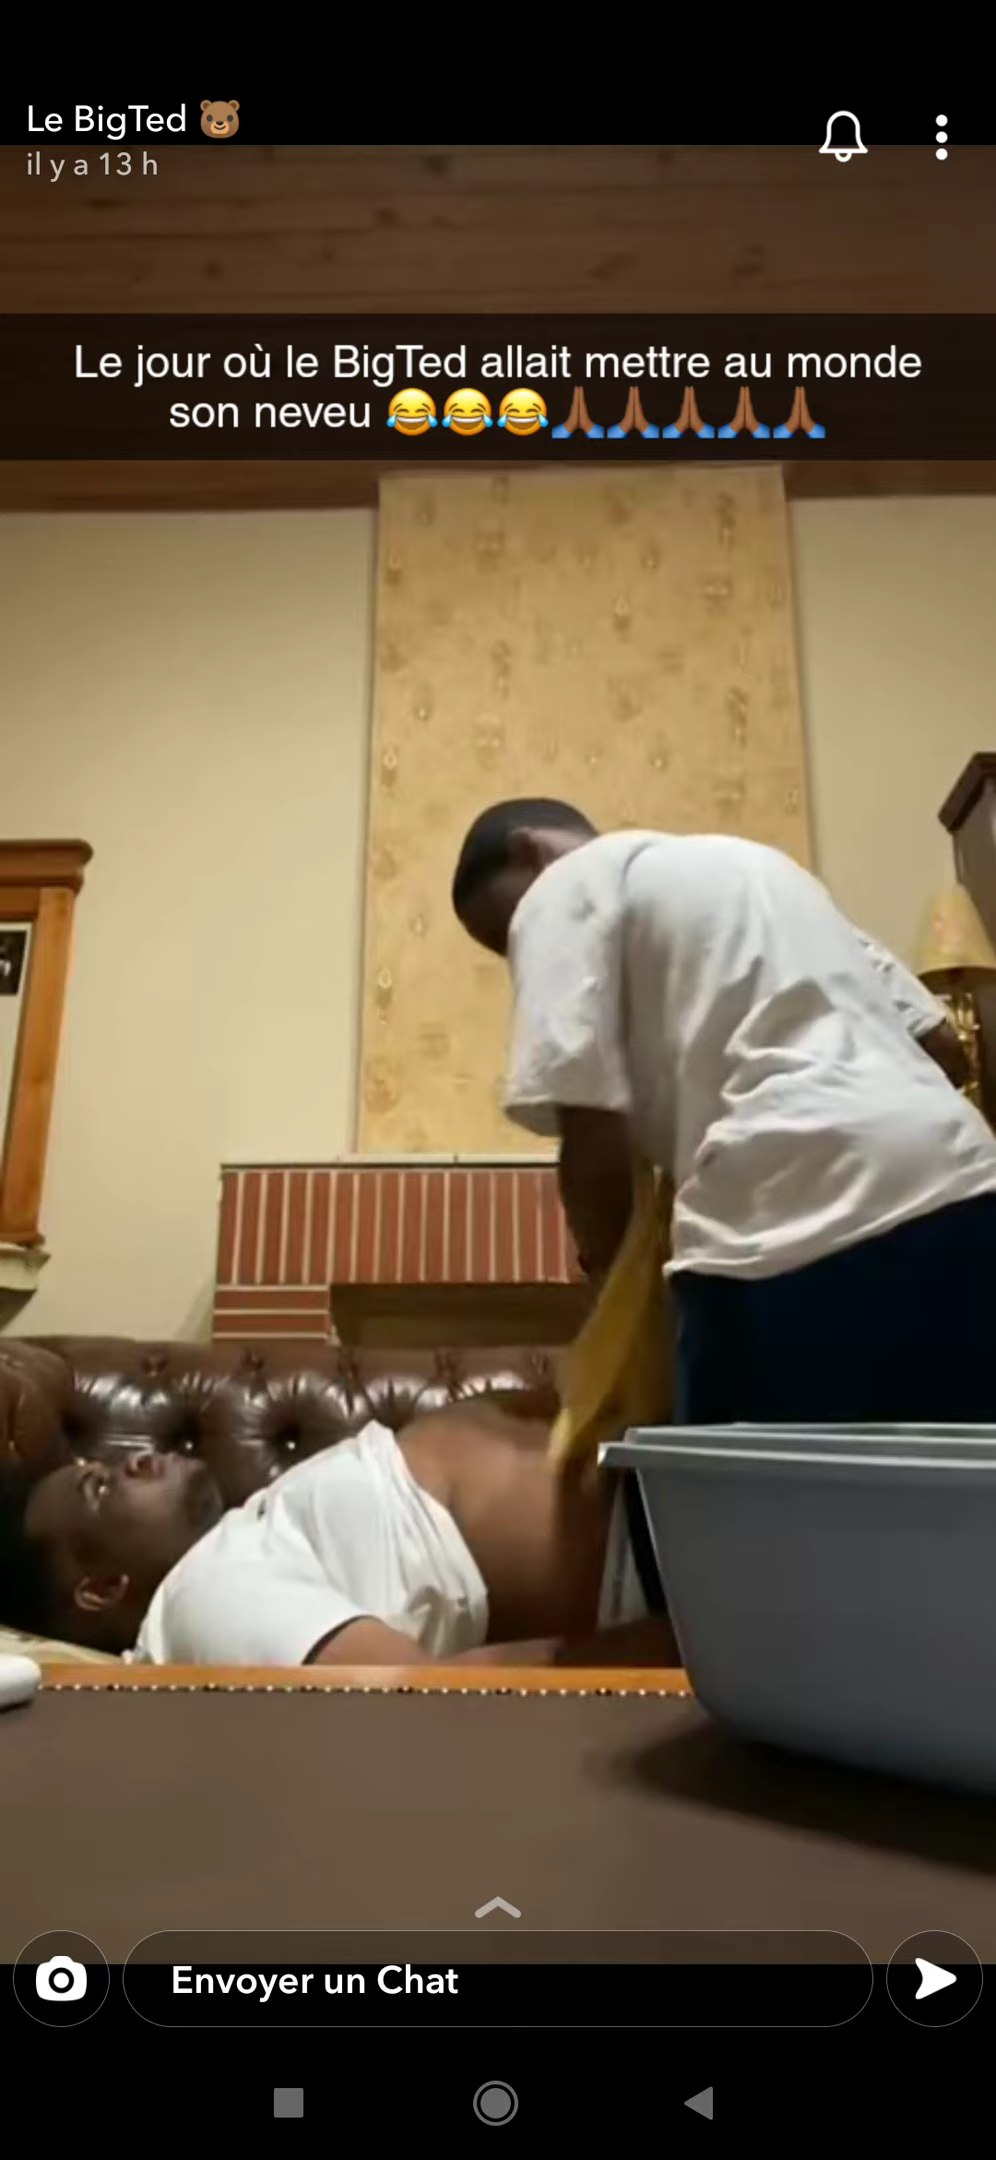 Le BigTed 🐻
il y a 13 h
Le jour où le BigTed allait mettre au monde
son neveu 😂😂😂🙏🏾🙏🏾🙏🏾🙏🏾🙏🏾
Envoyer un Chat